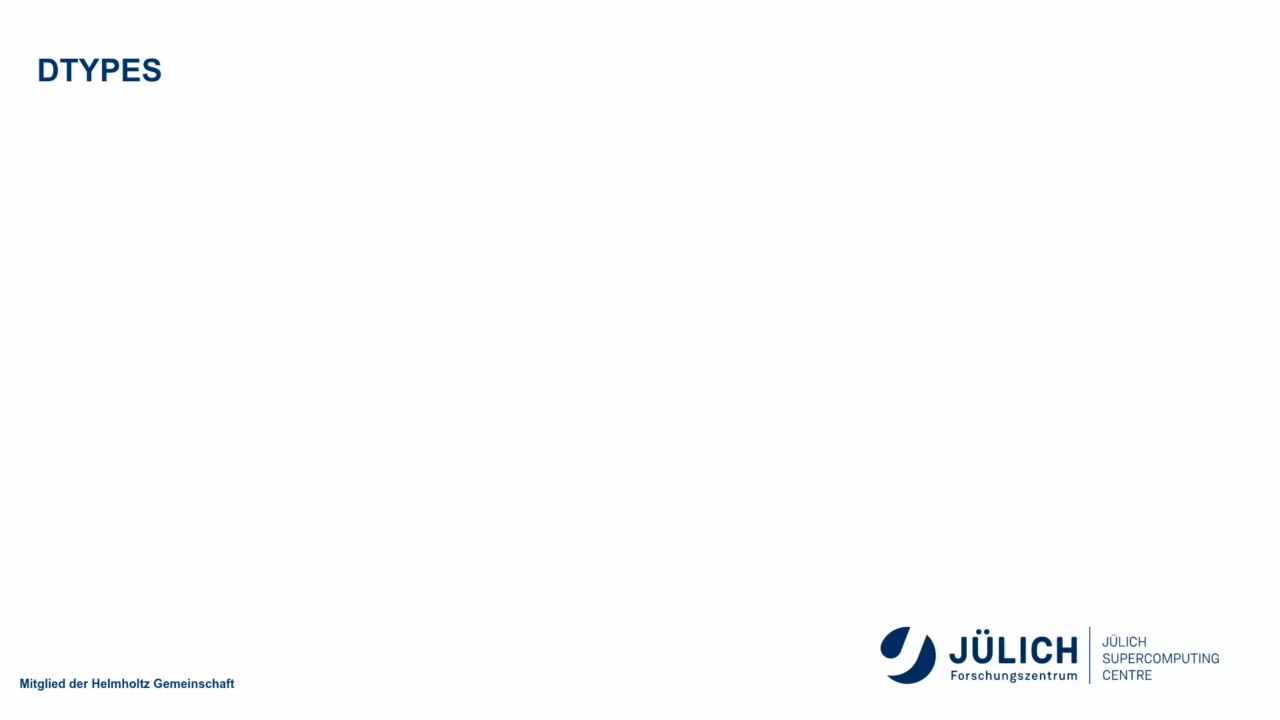 DTYPES
Mitglied der Helmholtz Gemeinschaft
JÜLICH
Forschungszentrum
JÜLICH
SUPERCOMPUTING
CENTRE